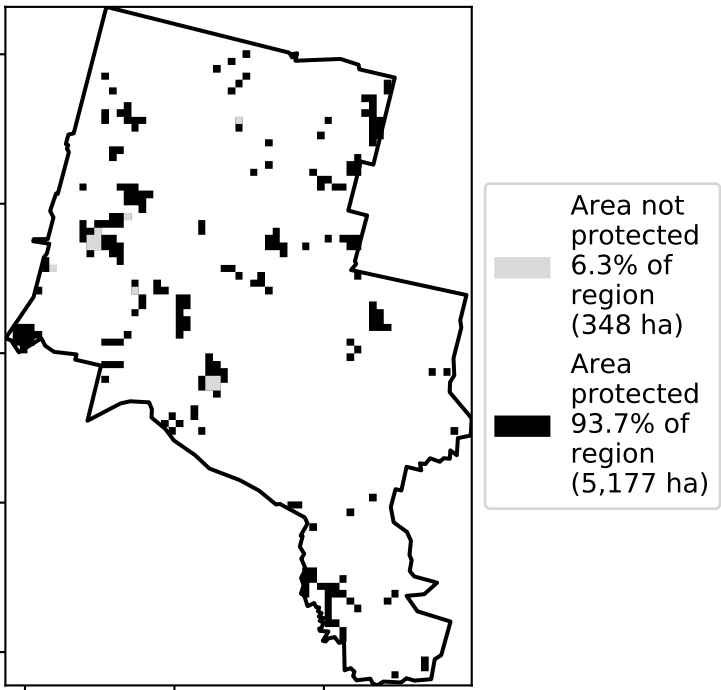 Area not
protected
6.3% of
region
(348 ha)
Area
protected
93.7% of
region
(5,177 ha)